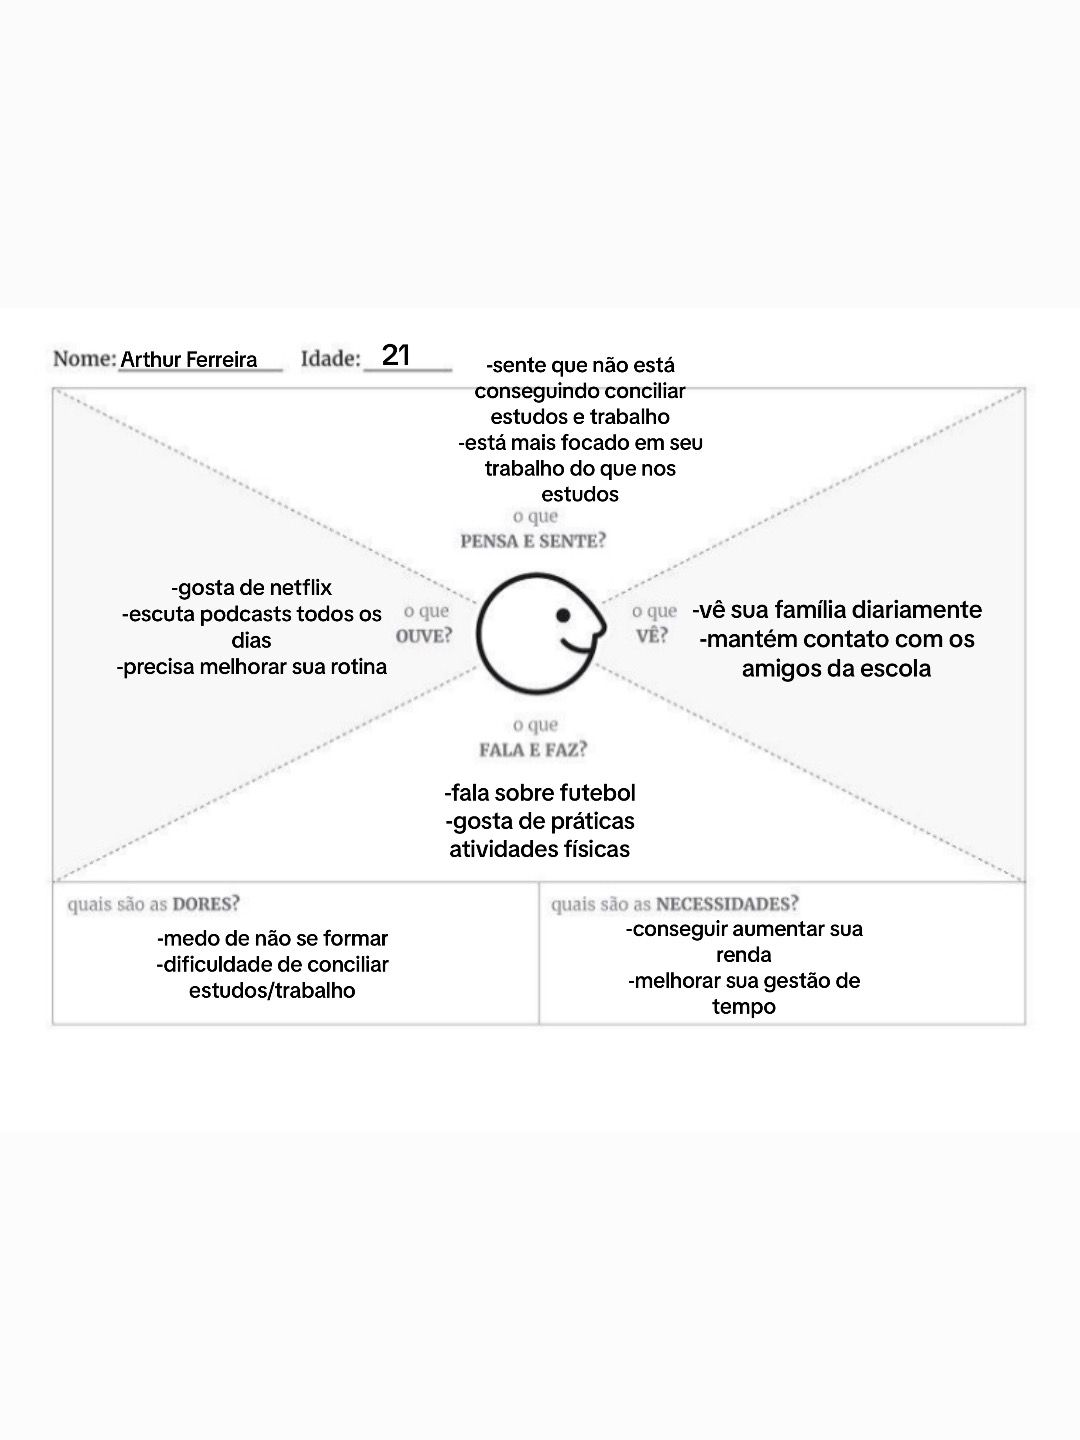 Nome: Arthur Ferreira Idade: 21
-sente que não está
conseguindo conciliar
estudos e trabalho
-está mais focado em seu
trabalho do que nos
estudos
o que
PENSA E SENTE?
-gosta de netflix
-escuta podcasts todos os
dias
-precisa melhorar sua rotina
o que
OUVE?
o que
VÊ?
-vê sua família diariamente
-mantém contato com os
amigos da escola
o que
FALA E FAZ?
-fala sobre futebol
-gosta de práticas
atividades físicas
quais são as DORES?
-medo de não se formar
-dificuldade de conciliar
estudos/trabalho
quais são as NECESSIDADES?
-conseguir aumentar sua
renda
-melhorar sua gestão de
tempo